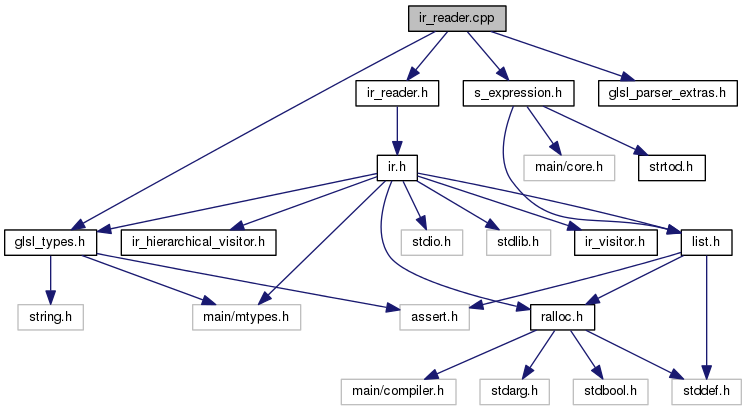 ir_reader.cpp
ir_reader.h
s_expression.h
glsl_parser_extras.h
ir.h
main/core.h
strtod.h
glsl_types.h
ir_hierarchical_visitor.h
stdio.h
stdlib.h
ir_visitor.h
list.h
string.h
main/mtypes.h
assert.h
ralloc.h
main/compiler.h
stdarg.h
stdbool.h
stddef.h